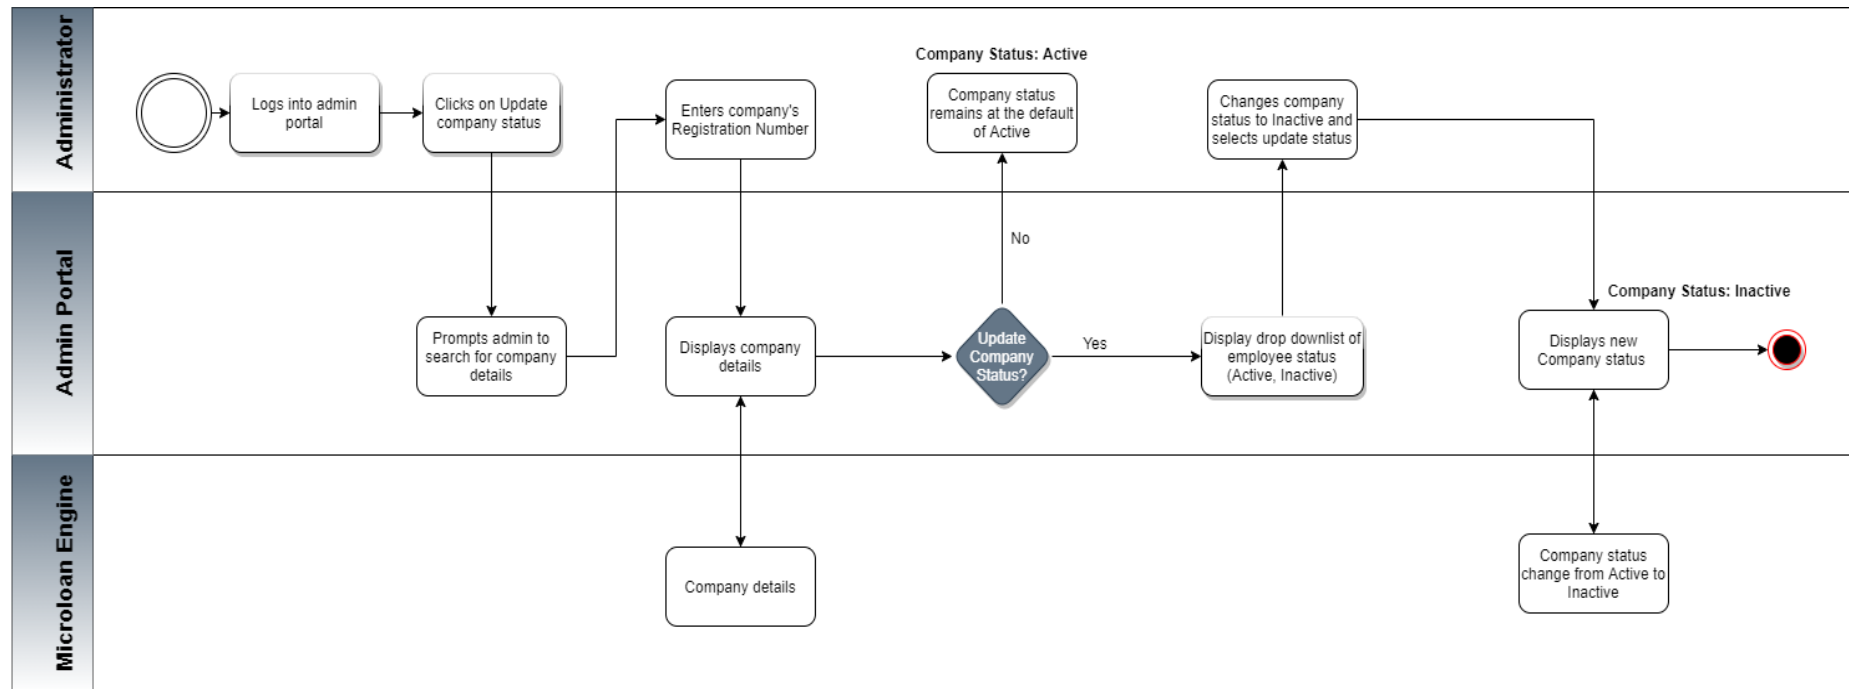 Administrator
Logs into admin
portal
Clicks on Update
company status
Enters company's
Registration Number
Company Status: Active
Company status
remains at the default
of Active
Changes company
status to Inactive and
selects update status
Admin Portal
Prompts admin to
search for company
details
Displays company
details
No
Update
Company
Status?
Yes
Display drop downlist of
employee status
(Active, Inactive)
Company Status: Inactive
Displays new
Company status
Microloan Engine
Company details
Company status
change from Active to
Inactive